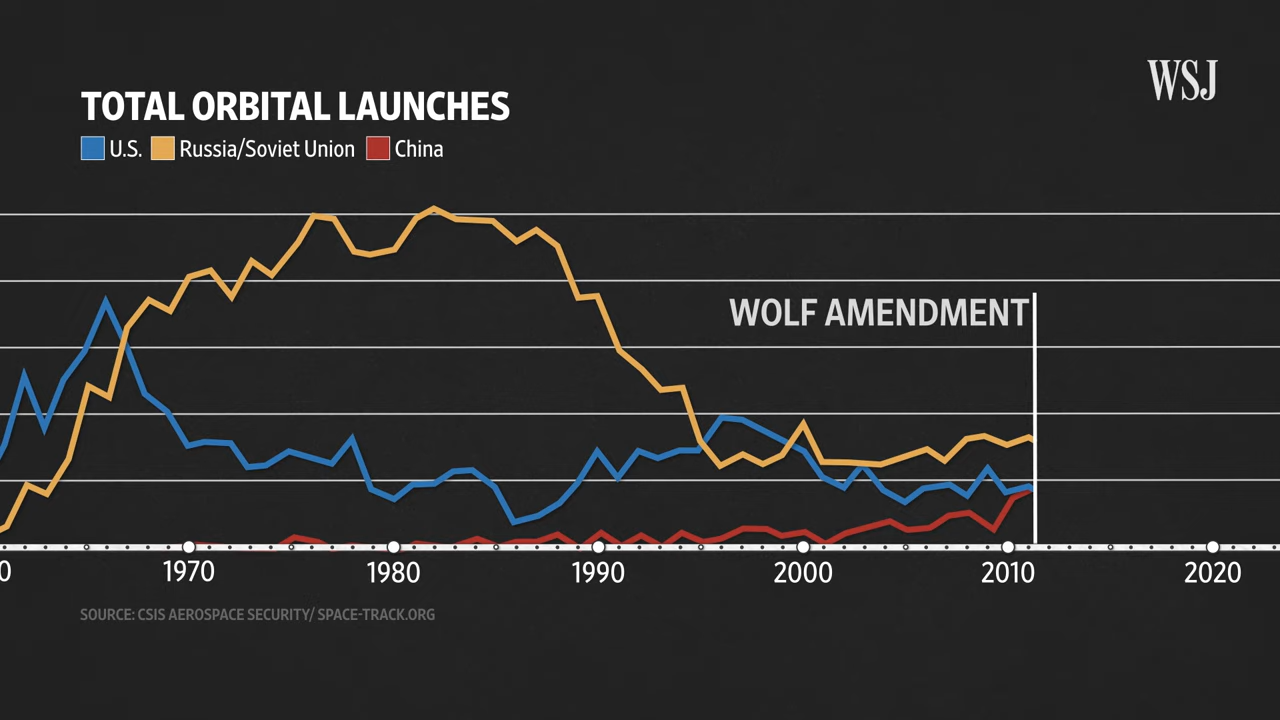 WSJ
TOTAL ORBITAL LAUNCHES
U.S. Russia/Soviet Union China
WOLF AMENDMENT
0 1970 1980 1990 2000 2010 2020
SOURCE: CSIS AEROSPACE SECURITY/ SPACE-TRACK.ORG